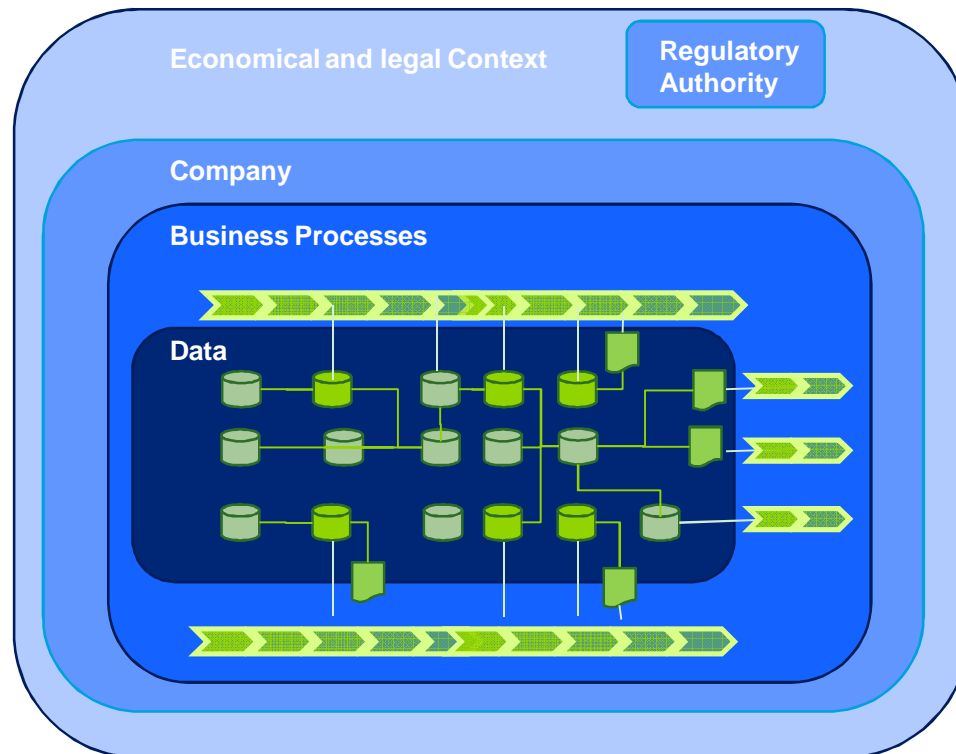 Economical and legal Context
Regulatory
Authority
Company
Business Processes
Data